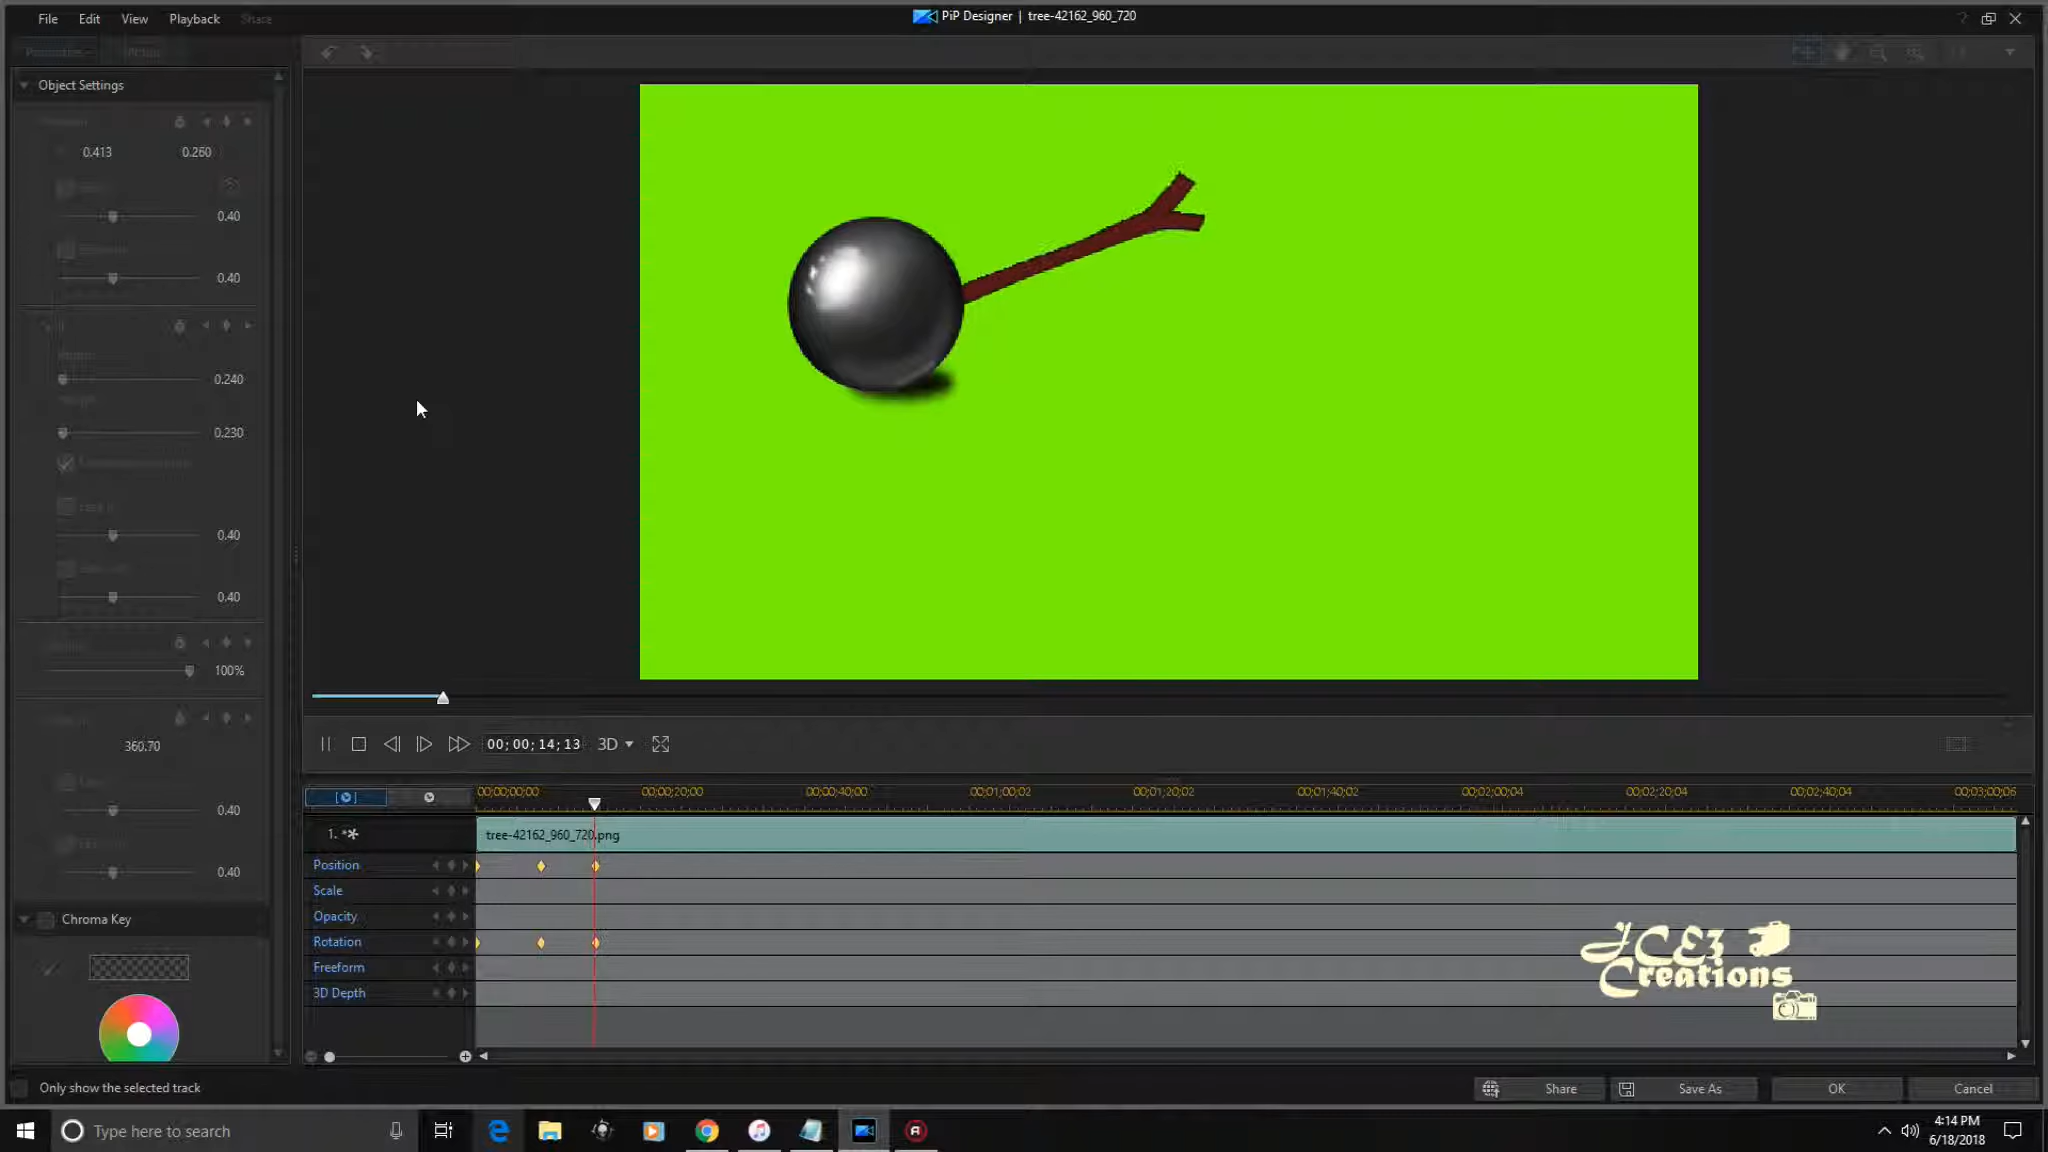 File Edit View Playback Share
PiP Designer | tree-42162_960_720
Object Settings
0.413 0.260
0.40
0.40
0.240
0.230
0.40
0.40
100%
360.70
0.40
0.40
Chroma Key
00; 00; 14; 13 3D
00;00;00;00 00;00;20;00 00;00;40;00 00;01;00;02 00;01;20;02 00;01;40;02 00;02;00;04 00;02;20;04 00;02;40;04 00;03;00;06
1. **
tree-42162_960_720.png
Position
Scale
Opacity
Rotation
Freeform
3D Depth
JCE3
Creations
Only show the selected track
Share Save As OK Cancel
Type here to search
4:14 PM
6/18/2018